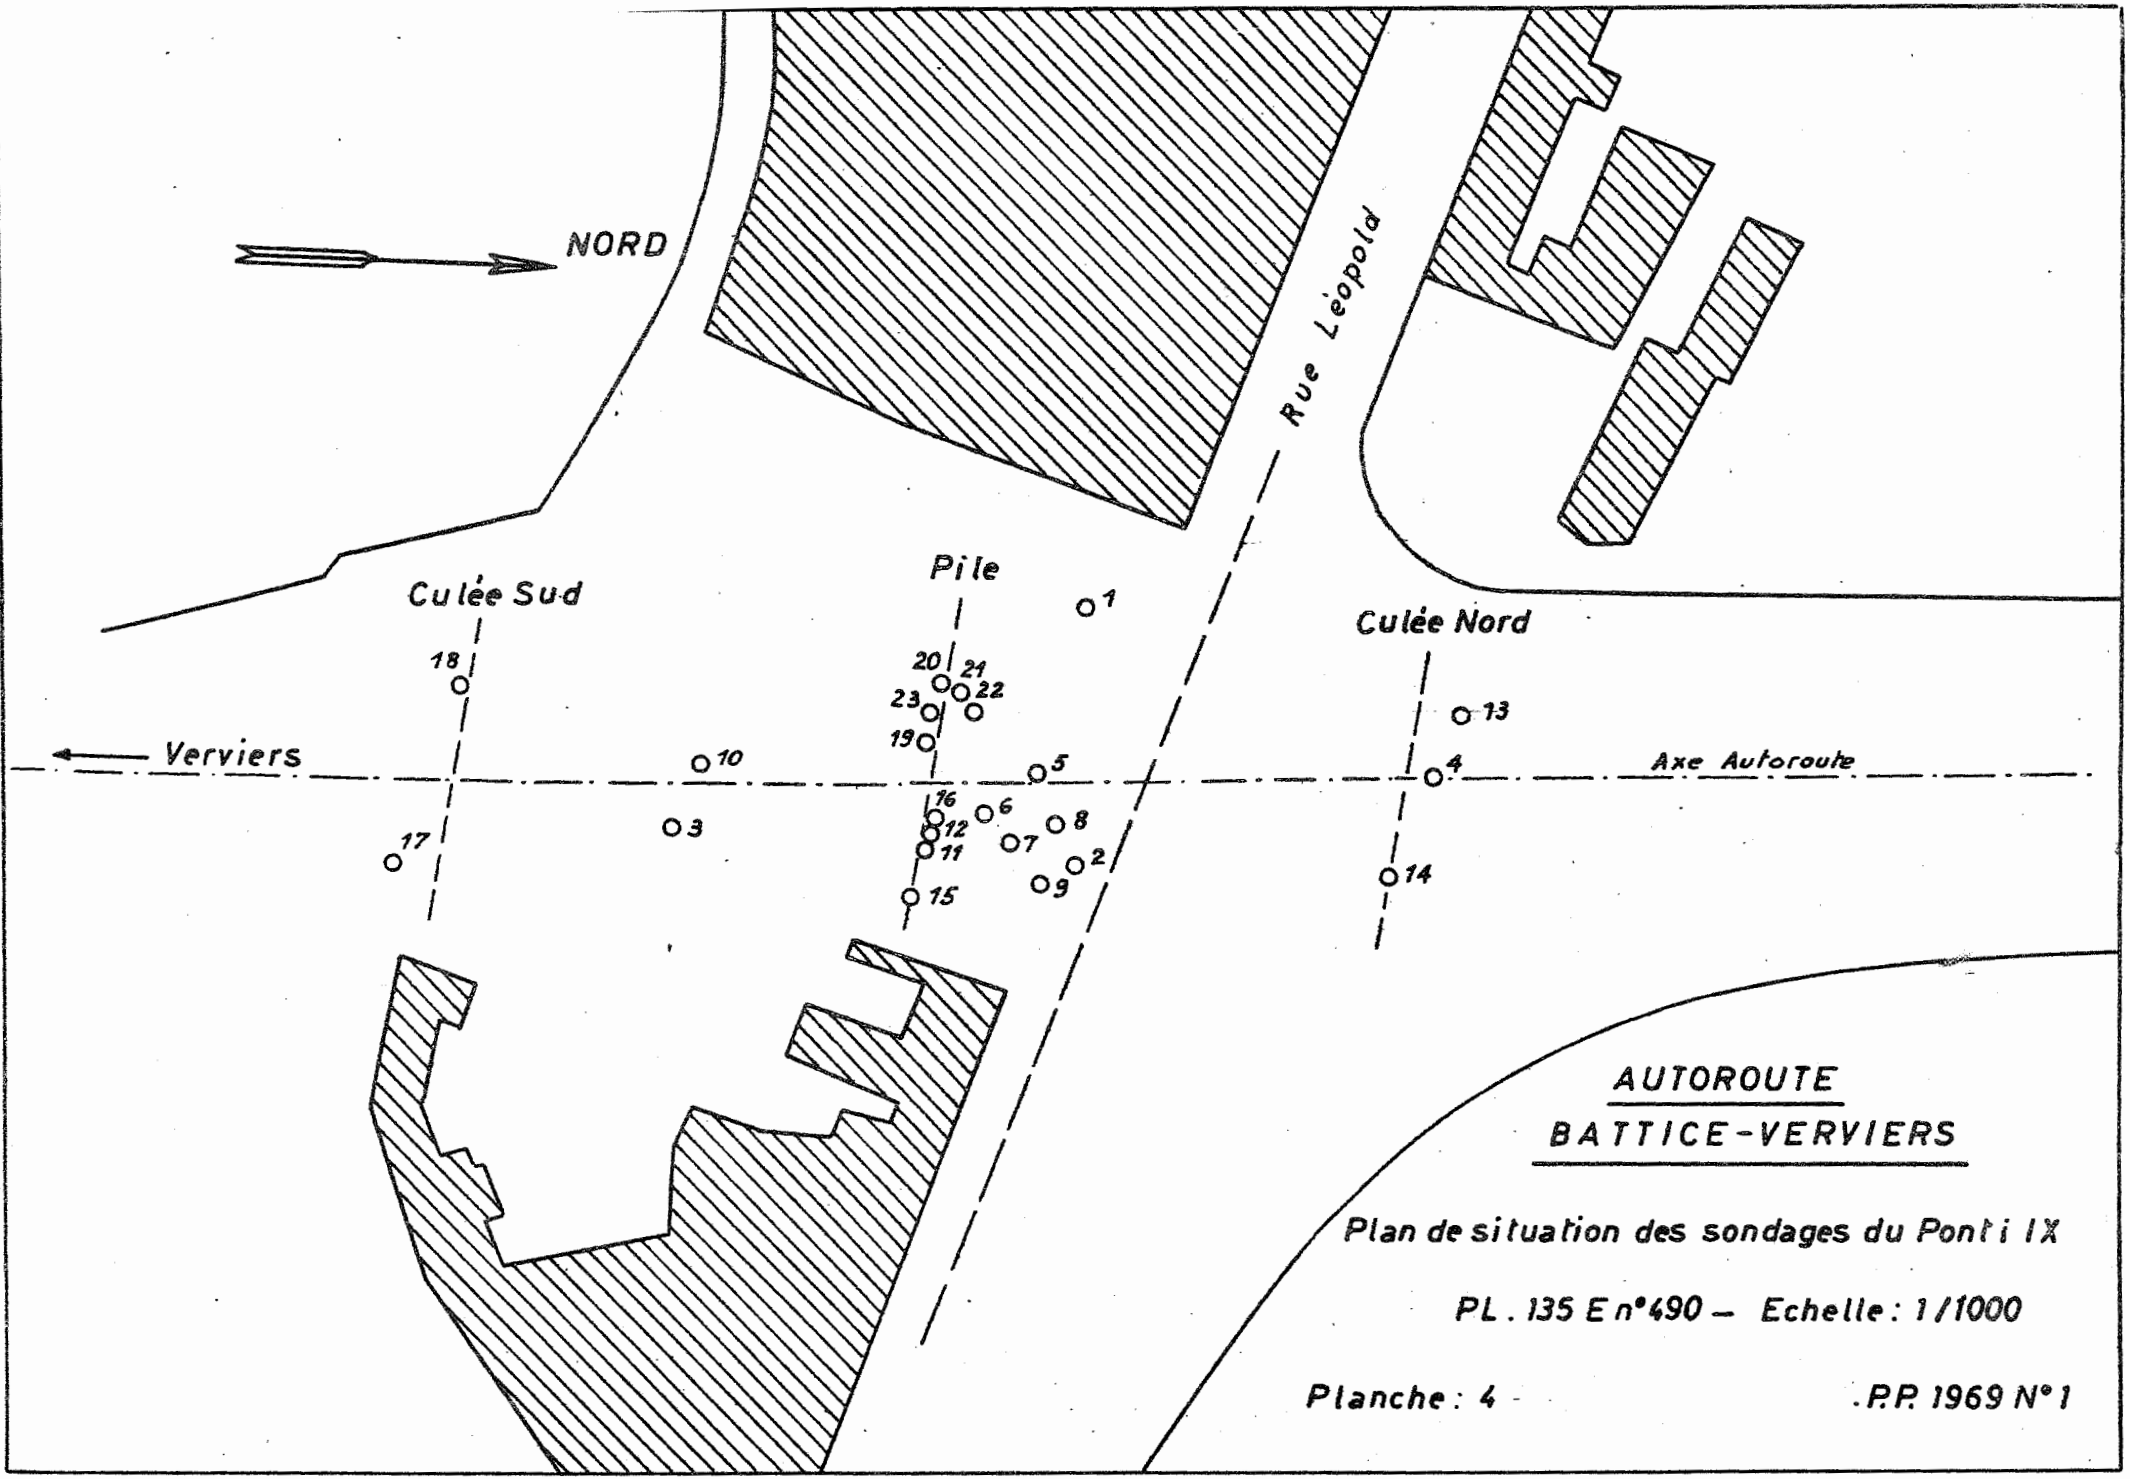 NORD
Rue Léopold
Pile
Culée Sud
Culée Nord
1
18
20
21
22
23
13
19
Verviers
10
5
4
Axe Autoroute
16
6
3
12
8
17
7
11
2
14
9
15
AUTOROUTE
BATTICE-VERVIERS
Plan de situation des sondages du Pont i IX
PL. 135 E n°490 - Echelle: 1/1000
Planche: 4
P.P. 1969 N°1